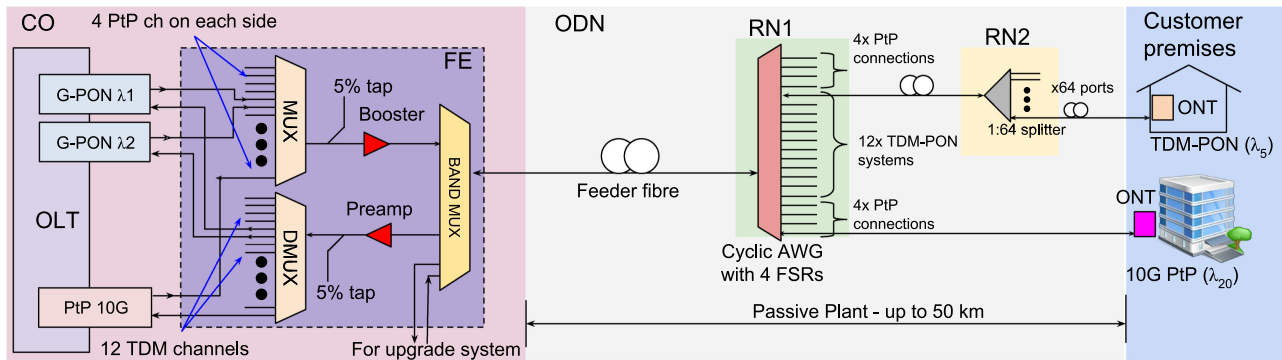 CO
4 PtP ch on each side
FE
G-PON λ1
G-PON λ2
OLT
PtP 10G
12 TDM channels
MUX
5% tap
Booster
BAND MUX
DMUX
Preamp
5% tap
For upgrade system
ODN
Feeder fibre
RN1
4x PtP
connections
12x TDM-PON
systems
4x PtP
connections
Cyclic AWG
with 4 FSRs
RN2
1:64 splitter
x64 ports
Passive Plant - up to 50 km
Customer
premises
ONT
TDM-PON (λ5)
ONT
10G PtP (λ20)